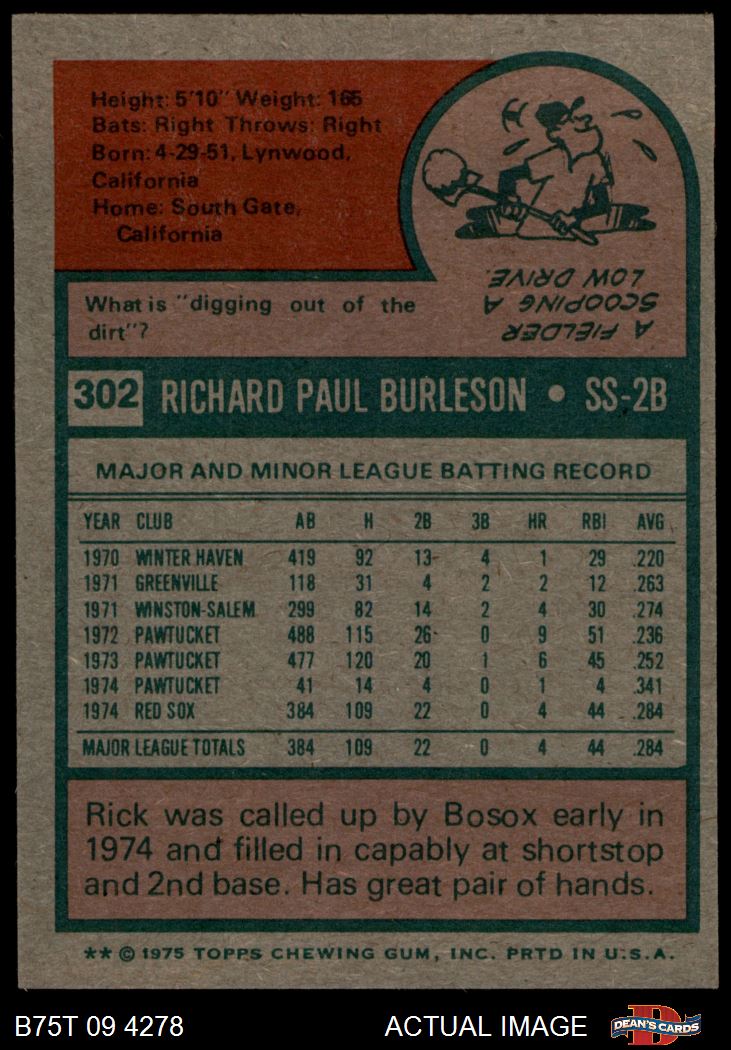 Height: 5'10" Weight: 165
Bats: Right Throws: Right
Born: 4-29-51, Lynwood,
California
Home: South Gate,
California
What is "digging out of the
dirt"?
A FIELDER
SCOOPING A
LOW DRIVE.
302 RICHARD PAUL BURLESON • SS-2B
MAJOR AND MINOR LEAGUE BATTING RECORD
YEAR CLUB AB H 2B 3B HR RBI AVG
1970 WINTER HAVEN 419 92 13 4 1 29 .220
1971 GREENVILLE 118 31 4 2 2 12 .263
1971 WINSTON-SALEM 299 82 14 2 4 30 .274
1972 PAWTUCKET 488 115 26 0 9 51 .236
1973 PAWTUCKET 477 120 20 1 6 45 .252
1974 PAWTUCKET 41 14 4 0 1 4 .341
1974 RED SOX 384 109 22 0 4 44 .284
MAJOR LEAGUE TOTALS 384 109 22 0 4 44 .284
Rick was called up by Bosox early in
1974 and filled in capably at shortstop
and 2nd base. Has great pair of hands.
** © 1975 TOPPS CHEWING GUM, INC. PRTD IN U.S.A.
B75T 09 4278 ACTUAL IMAGE DEAN'S CARDS